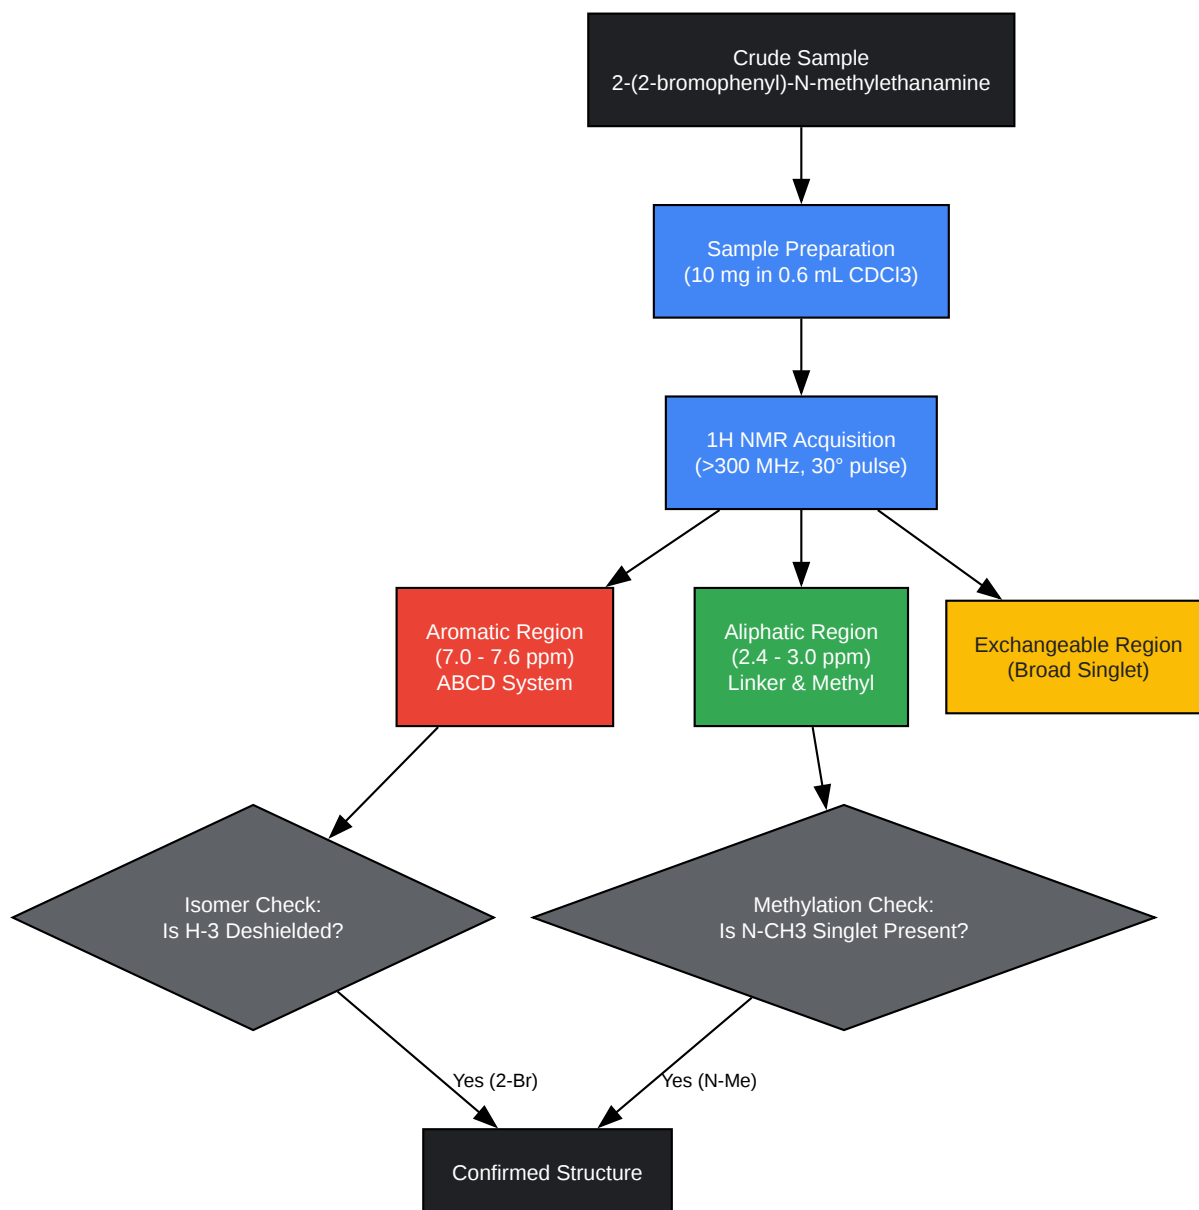 Crude Sample
2-(2-bromophenyl)-N-methylethanamine
Sample Preparation
(10 mg in 0.6 mL CDCl3)
1H NMR Acquisition
(>300 MHz, 30° pulse)
Aromatic Region
(7.0 - 7.6 ppm)
ABCD System
Aliphatic Region
(2.4 - 3.0 ppm)
Linker & Methyl
Exchangeable Region
(Broad Singlet)
Isomer Check:
Is H-3 Deshielded?
Methylation Check:
Is N-CH3 Singlet Present?
Yes (2-Br)
Yes (N-Me)
Confirmed Structure